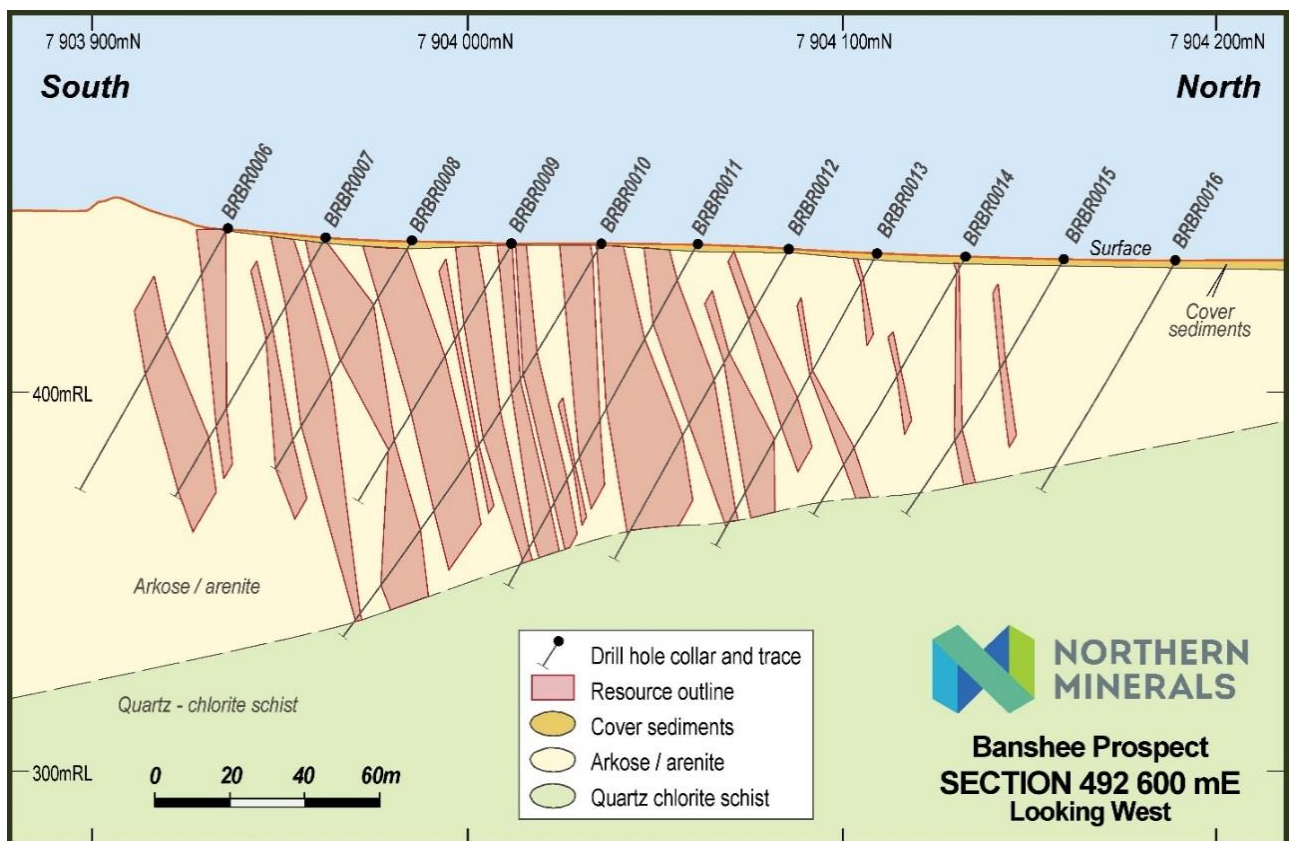 7 903 900mN
7 904 000mN
7 904 100mN
7 904 200mN
South
North
BRBR0006
BRBR0007
BRBR0008
BRBR0009
BRBR0010
BRBR0011
BRBR0012
BRBR0013
BRBR0014
BRBR0015
BRBR0016
Surface
Cover
sediments
400mRL
Arkose / arenite
Quartz - chlorite schist
300mRL
0 20 40 60m
Drill hole collar and trace
Resource outline
Cover sediments
Arkose / arenite
Quartz chlorite schist
NORTHERN
MINERALS
Banshee Prospect
SECTION 492 600 mE
Looking West